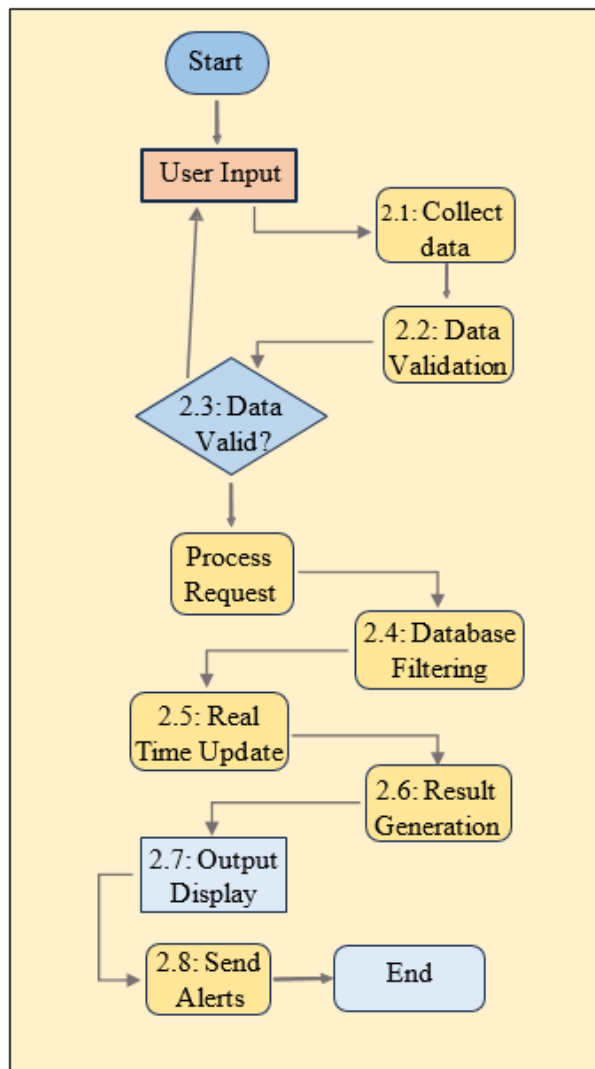 Start
User Input
2.1: Collect
data
2.2: Data
Validation
2.3: Data
Valid?
Process
Request
2.4: Database
Filtering
2.5: Real
Time Update
2.6: Result
Generation
2.7: Output
Display
2.8: Send
Alerts
End